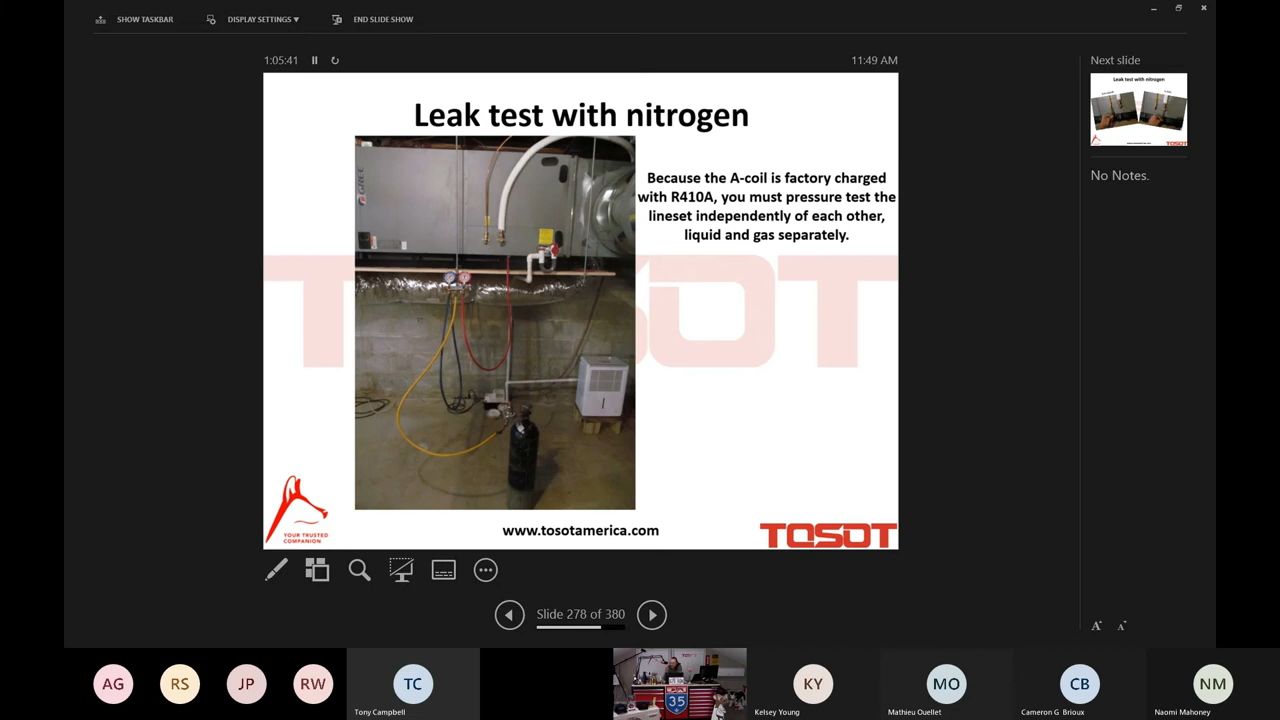 SHOW TASKBAR
DISPLAY SETTINGS ▼
END SLIDE SHOW
1:05:41
11:49 AM
Next slide
Leak test with nitrogen
TOSOT
No Notes.
Leak test with nitrogen
Because the A-coil is factory charged
with R410A, you must pressure test the
lineset independently of each other,
liquid and gas separately.
GREE
TOSOT
YOUR TRUSTED
COMPANION
www.tosotamerica.com
TOSOT
Slide 278 of 380
A
A
AG
RS
JP
RW
TC
Tony Campbell
35
KY
Kelsey Young
MO
Mathieu Ouellet
CB
Cameron G Brioux
NM
Naomi Mahoney